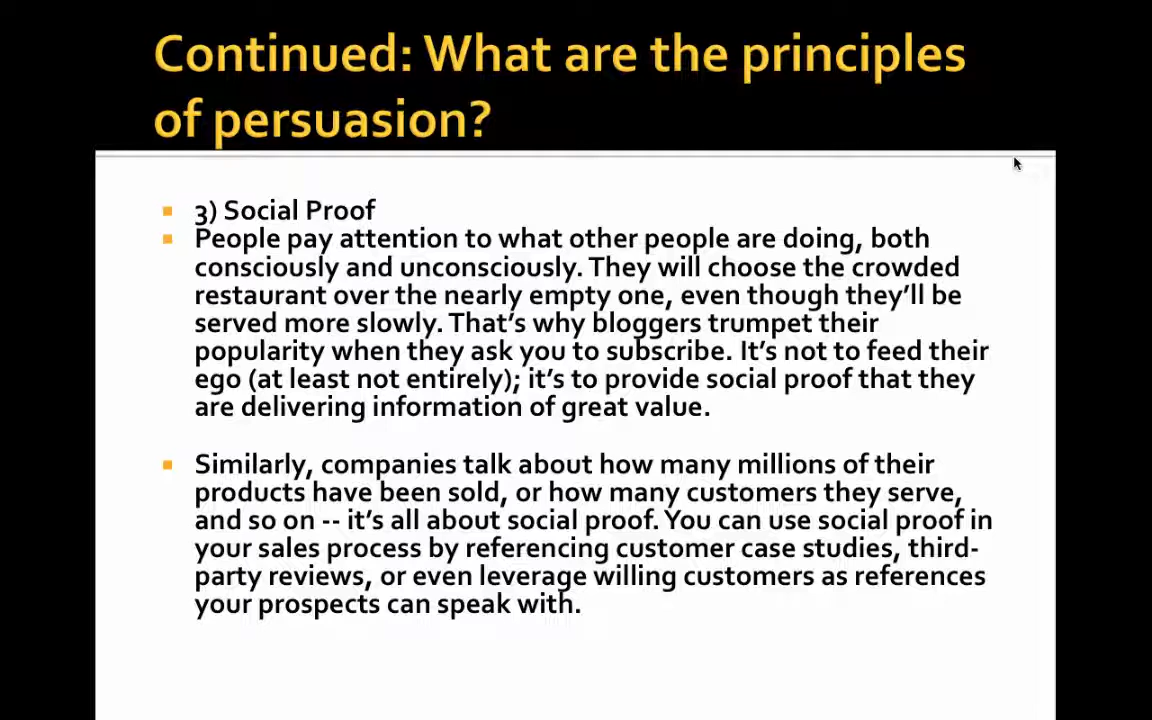 Continued: What are the principles
of persuasion?
3) Social Proof
People pay attention to what other people are doing, both
consciously and unconsciously. They will choose the crowded
restaurant over the nearly empty one, even though they’ll be
served more slowly. That’s why bloggers trumpet their
popularity when they ask you to subscribe. It’s not to feed their
ego (at least not entirely); it’s to provide social proof that they
are delivering information of great value.
Similarly, companies talk about how many millions of their
products have been sold, or how many customers they serve,
and so on -- it’s all about social proof. You can use social proof in
your sales process by referencing customer case studies, third-
party reviews, or even leverage willing customers as references
your prospects can speak with.